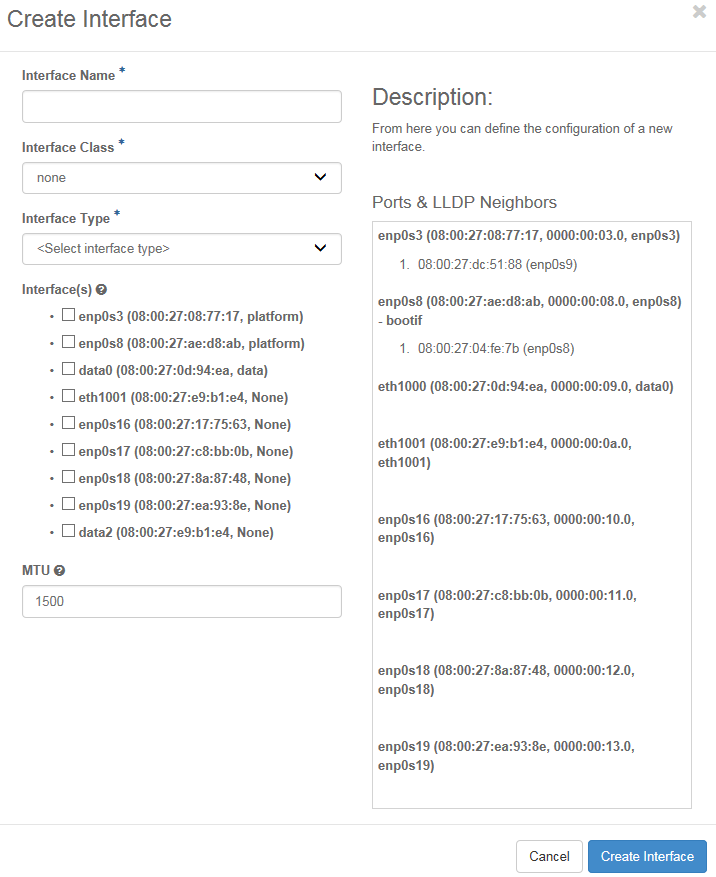 Create Interface
Interface Name *
Interface Class *
none
Interface Type *
<Select interface type>
Interface(s)
• enp0s3 (08:00:27:08:77:17, platform)
• enp0s8 (08:00:27:ae:d8:ab, platform)
• data0 (08:00:27:0d:94:ea, data)
• eth1001 (08:00:27:e9:b1:e4, None)
• enp0s16 (08:00:27:17:75:63, None)
• enp0s17 (08:00:27:c8:bb:0b, None)
• enp0s18 (08:00:27:8a:87:48, None)
• enp0s19 (08:00:27:ea:93:8e, None)
• data2 (08:00:27:e9:b1:e4, None)
MTU
1500
Description:
From here you can define the configuration of a new
interface.
Ports & LLDP Neighbors
enp0s3 (08:00:27:08:77:17, 0000:00:03.0, enp0s3)
1. 08:00:27:dc:51:88 (enp0s9)
enp0s8 (08:00:27:ae:d8:ab, 0000:00:08.0, enp0s8)
- bootif
1. 08:00:27:04:fe:7b (enp0s8)
eth1000 (08:00:27:0d:94:ea, 0000:00:09.0, data0)
eth1001 (08:00:27:e9:b1:e4, 0000:00:0a.0,
eth1001)
enp0s16 (08:00:27:17:75:63, 0000:00:10.0,
enp0s16)
enp0s17 (08:00:27:c8:bb:0b, 0000:00:11.0,
enp0s17)
enp0s18 (08:00:27:8a:87:48, 0000:00:12.0,
enp0s18)
enp0s19 (08:00:27:ea:93:8e, 0000:00:13.0,
enp0s19)
Cancel
Create Interface